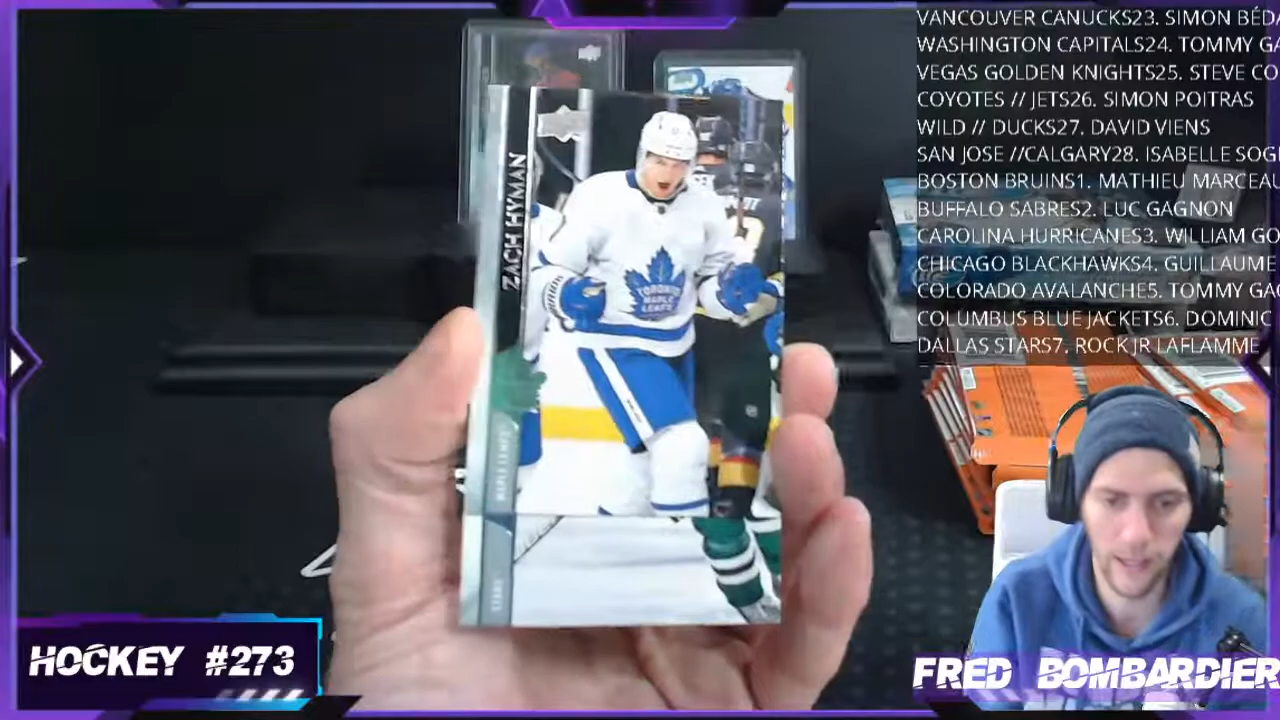 VANCOUVER CANUCKS23. SIMON BÉDA
WASHINGTON CAPITALS24. TOMMY GA
VEGAS GOLDEN KNIGHTS25. STEVE CO
COYOTES // JETS26. SIMON POITRAS
WILD // DUCKS27. DAVID VIENS
SAN JOSE //CALGARY28. ISABELLE SOG
BOSTON BRUINS1. MATHIEU MARCEAU
BUFFALO SABRES2. LUC GAGNON
CAROLINA HURRICANES3. WILLIAM GO
CHICAGO BLACKHAWKS4. GUILLAUME
COLORADO AVALANCHE5. TOMMY GAG
COLUMBUS BLUE JACKETS6. DOMINIC
DALLAS STARS7. ROCK JR LAFLAMME
ZACH HYMAN
TORONTO
MAPLE
LEAFS
MAPLE LEAFS
STARS
HOCKEY #273
FRED BOMBARDIER